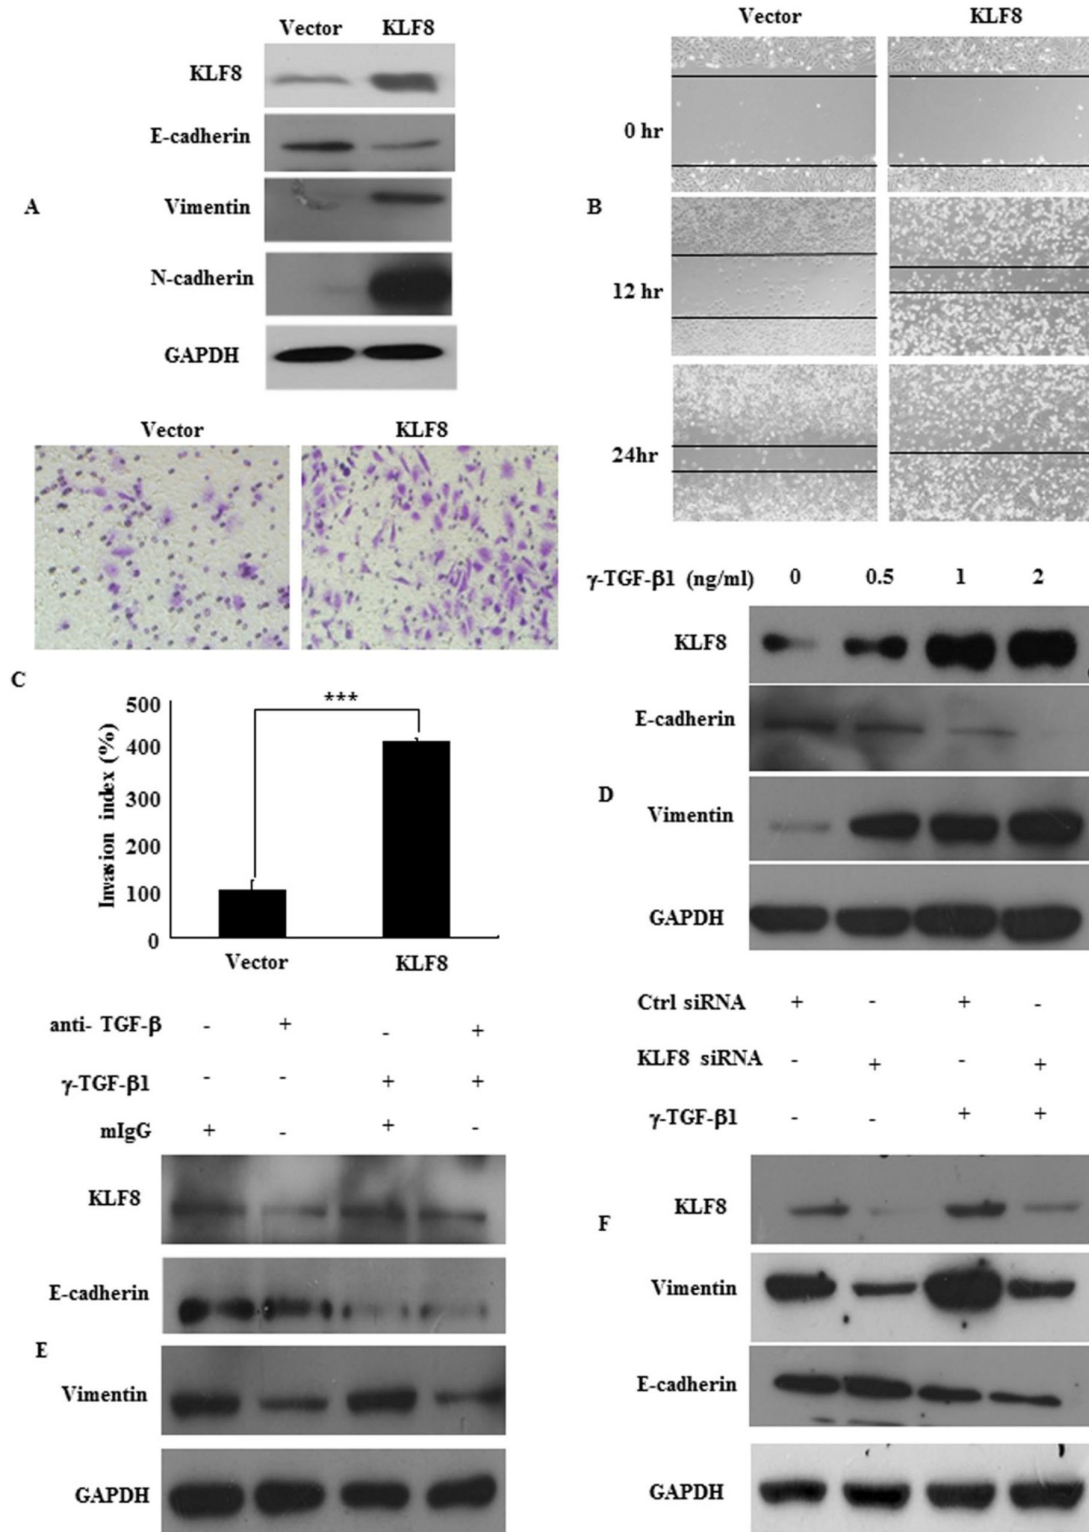 Vector KLF8
KLF8
E-cadherin
A
Vimentin
N-cadherin
GAPDH
Vector KLF8
0 hr
B
12 hr
24hr
Vector KLF8
C
***
Invasion index (%)
500
400
300
200
100
0
Vector KLF8
γ-TGF-β1 (ng/ml) 0 0.5 1 2
KLF8
E-cadherin
D
Vimentin
GAPDH
anti- TGF-β - + - +
γ-TGF-β1 - - + +
mIgG + - + -
KLF8
E-cadherin
E
Vimentin
GAPDH
Ctrl siRNA + - + -
KLF8 siRNA - + - +
γ-TGF-β1 - - + +
KLF8
F
Vimentin
E-cadherin
GAPDH